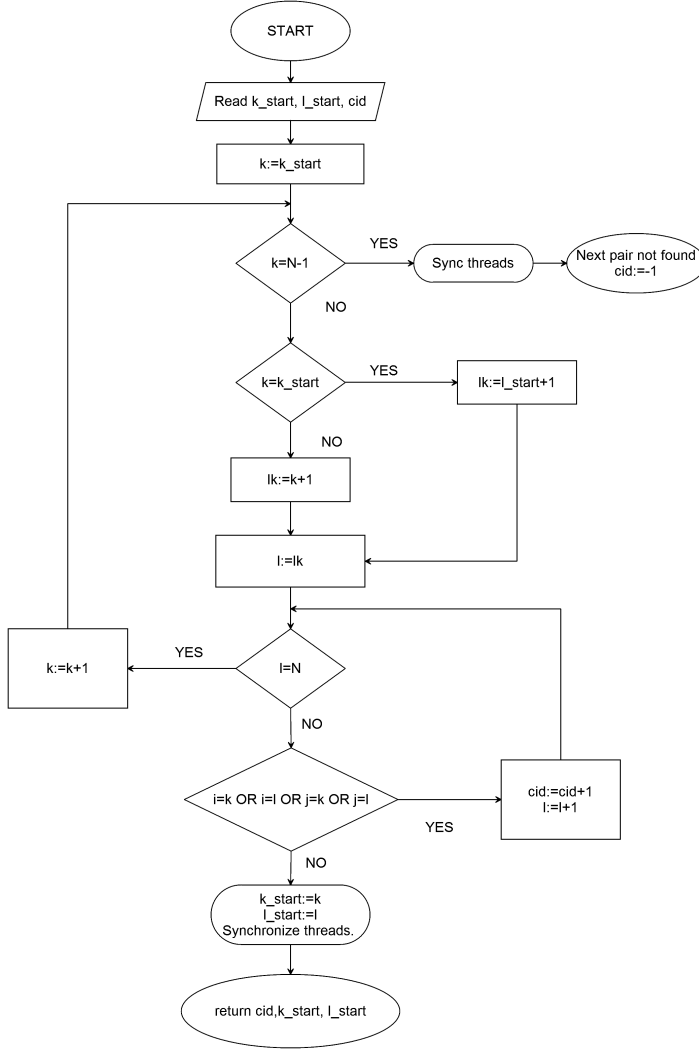 START
Read k_start, l_start, cid
k:=k_start
k=N-1
YES
Sync threads
Next pair not found
cid:=-1
NO
k=k_start
YES
lk:=l_start+1
NO
lk:=k+1
l:=lk
k:=k+1
YES
l=N
NO
i=k OR i=l OR j=k OR j=l
YES
cid:=cid+1
l:=l+1
NO
k_start:=k
l_start:=l
Synchronize threads.
return cid,k_start, l_start